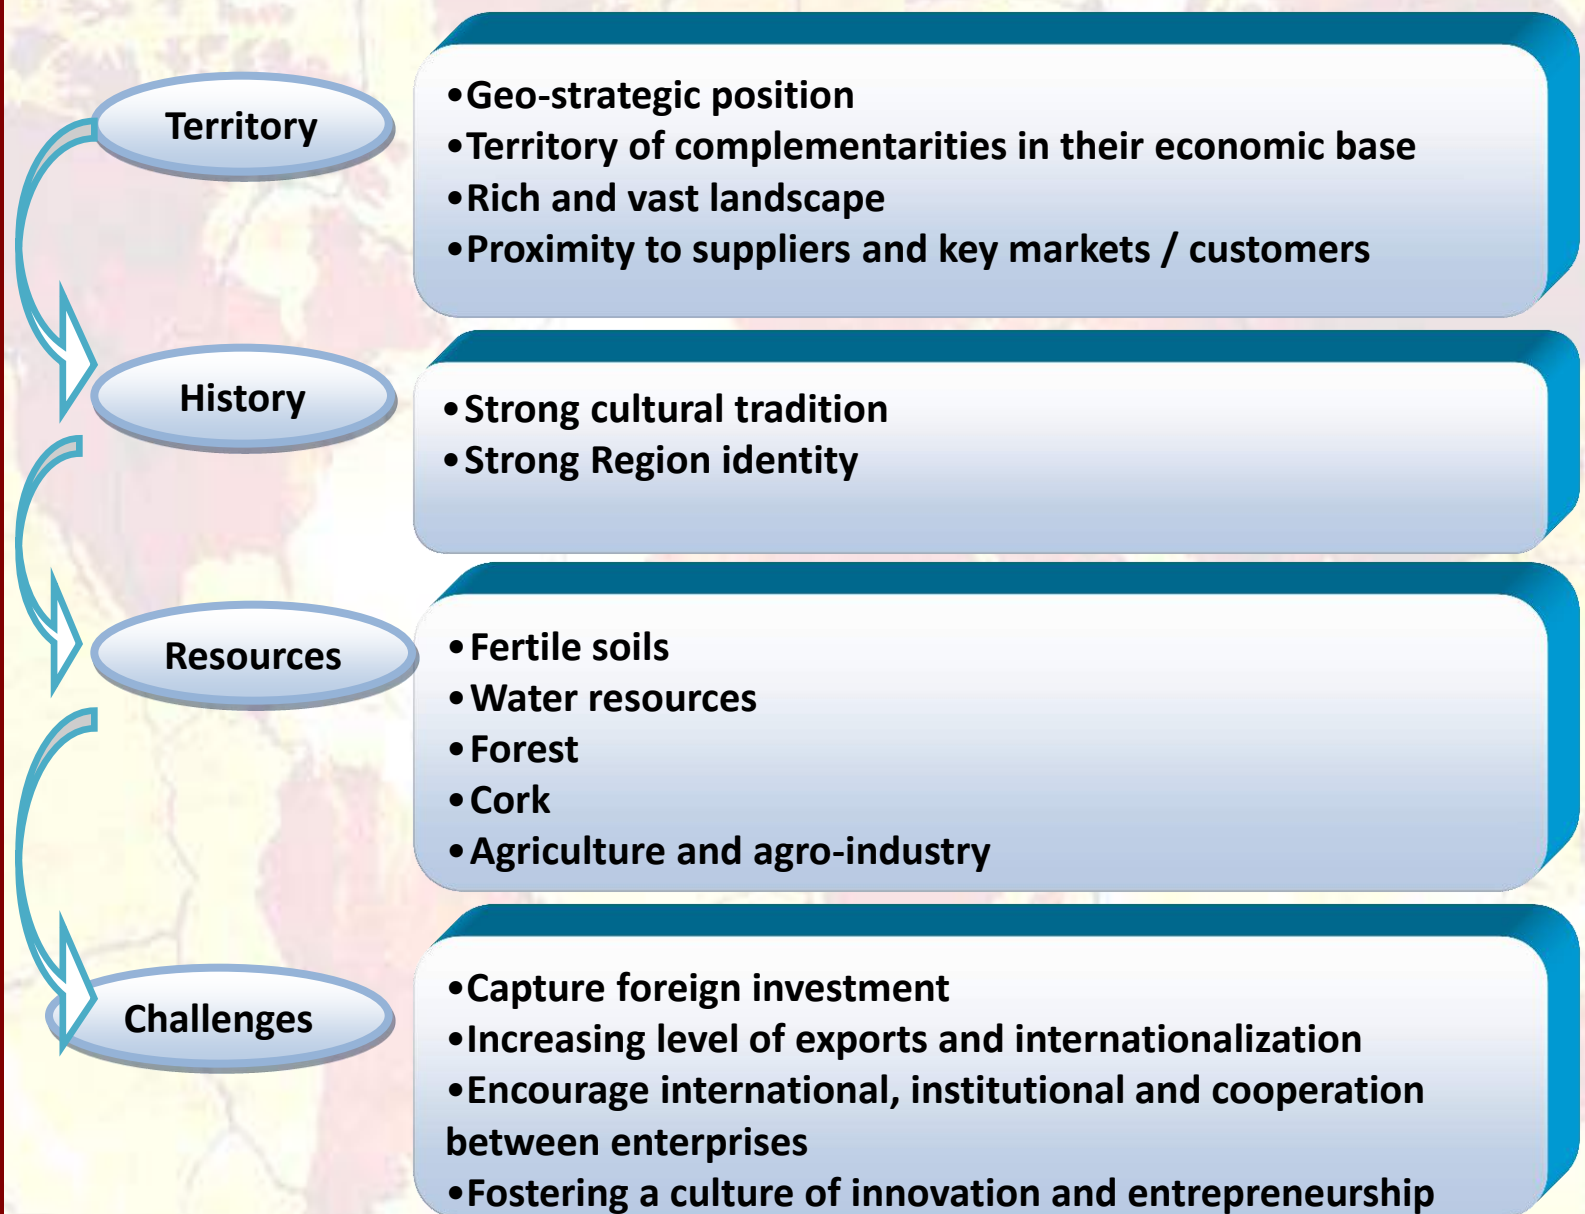 Territory
•Geo-strategic position
•Territory of complementarities in their economic base
•Rich and vast landscape
•Proximity to suppliers and key markets / customers
History
•Strong cultural tradition
•Strong Region identity
Resources
•Fertile soils
•Water resources
•Forest
•Cork
•Agriculture and agro-industry
Challenges
•Capture foreign investment
•Increasing level of exports and internationalization
•Encourage international, institutional and cooperation
between enterprises
•Fostering a culture of innovation and entrepreneurship